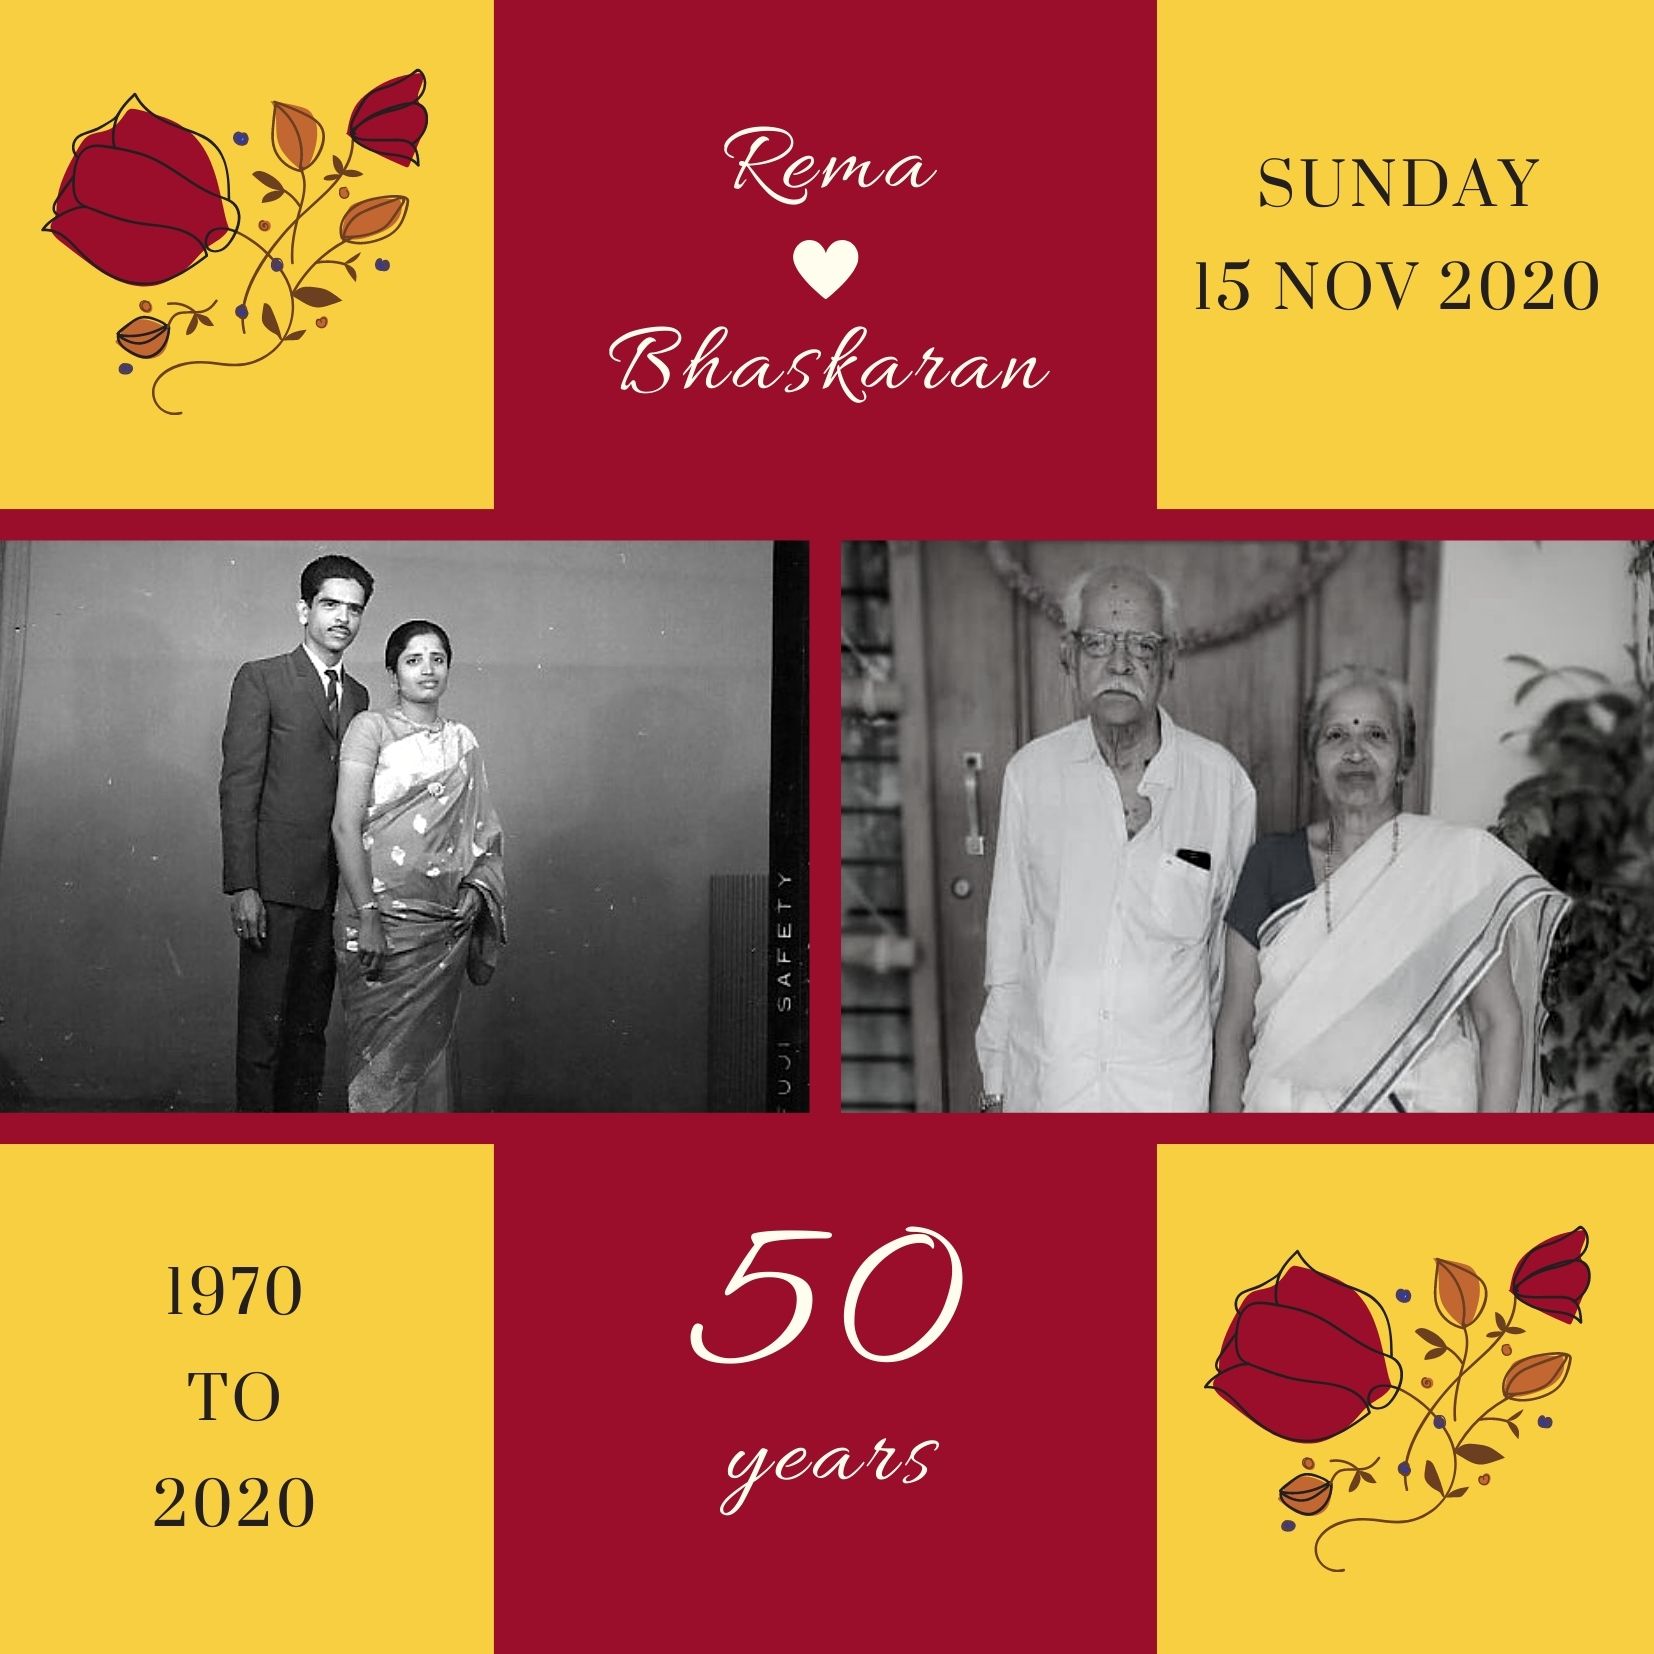 Rema
Bhaskaran
SUNDAY
15 NOV 2020
FUJI SAFETY
1970
TO
2020
50
years